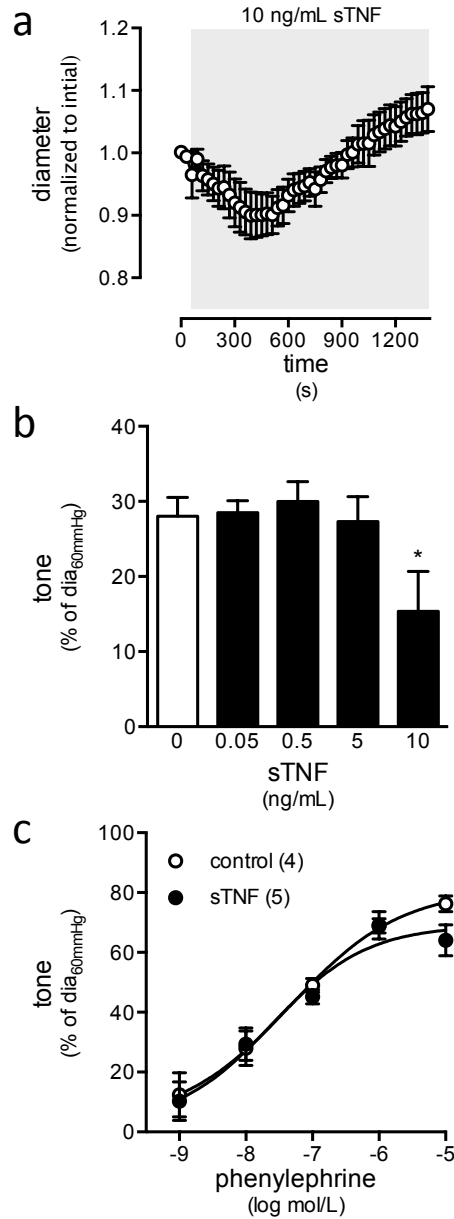 a
10 ng/mL sTNF
diameter
(normalized to intial)
1.2
1.1
1.0
0.9
0.8
0 300 600 900 1200
time
(s)
b
tone
(% of dia60mmHg)
40
30
20
10
0
*
0 0.05 0.5 5 10
sTNF
(ng/mL)
c
tone
(% of dia60mmHg)
100
80
60
40
20
0
control (4)
sTNF (5)
-9 -8 -7 -6 -5
phenylephrine
(log mol/L)